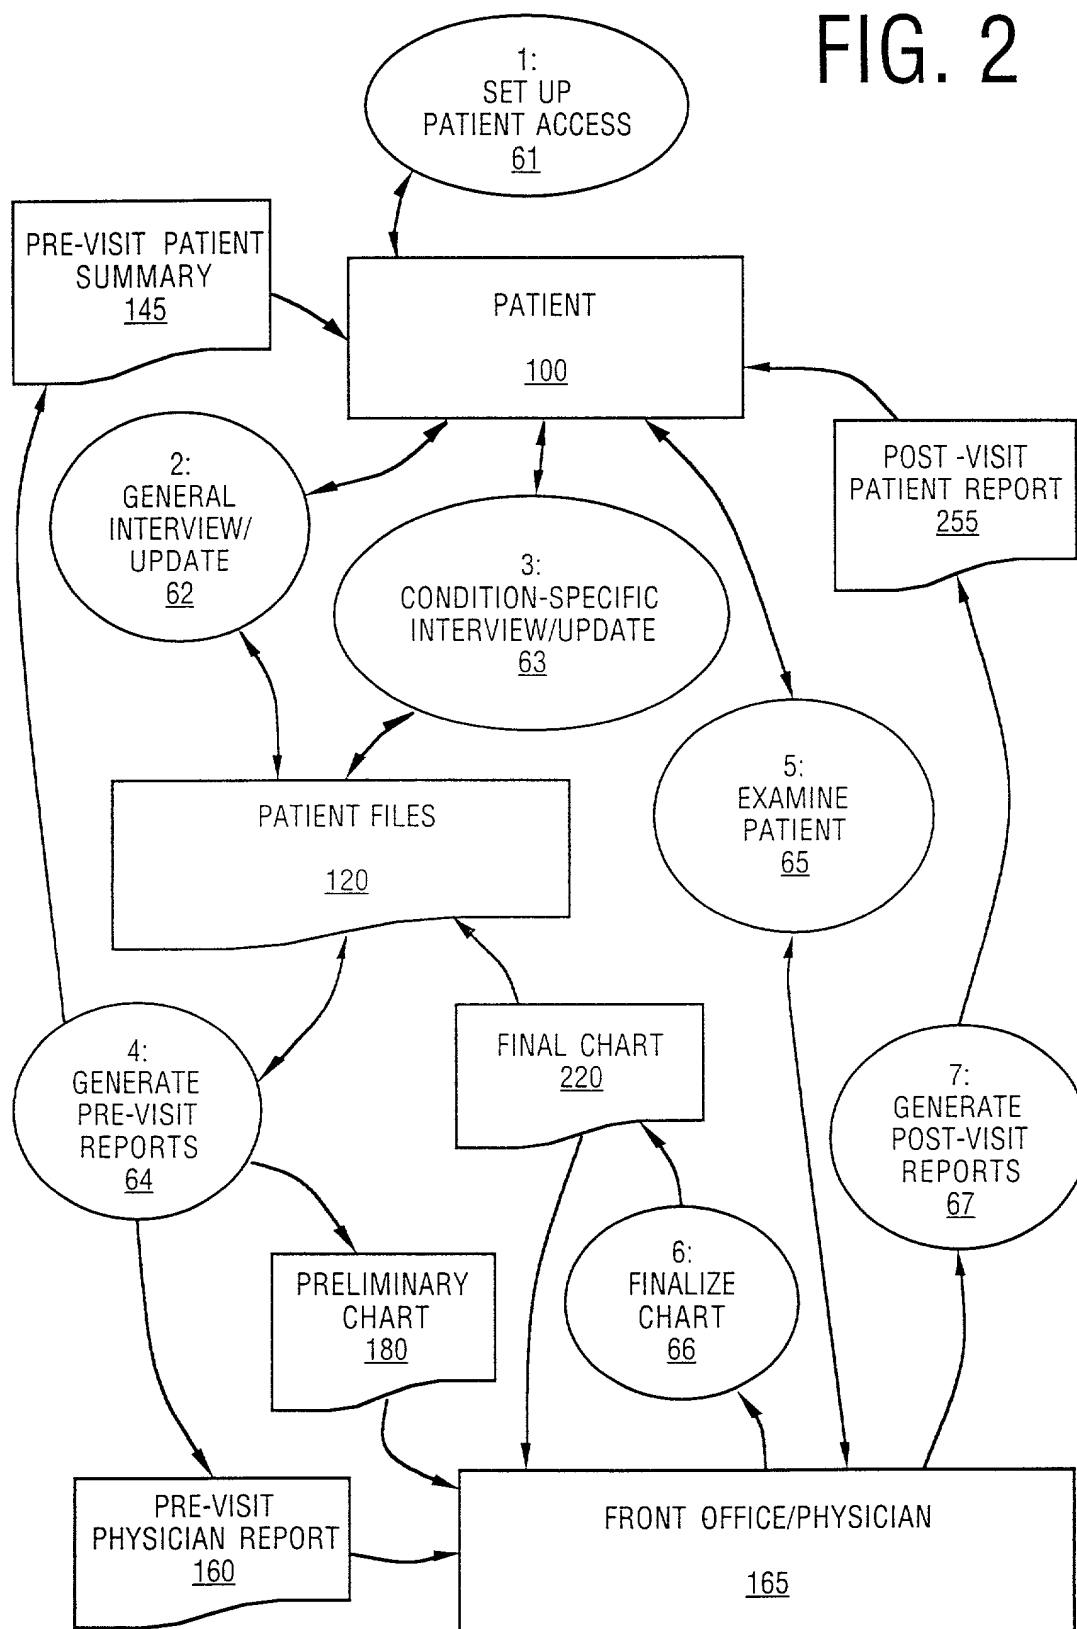 FIG. 2
1:
SET UP
PATIENT ACCESS
61
PRE-VISIT PATIENT
SUMMARY
145
PATIENT
100
POST -VISIT
PATIENT REPORT
255
2:
GENERAL
INTERVIEW/
UPDATE
62
3:
CONDITION-SPECIFIC
INTERVIEW/UPDATE
63
5:
EXAMINE
PATIENT
65
PATIENT FILES
120
4:
GENERATE
PRE-VISIT
REPORTS
64
FINAL CHART
220
7:
GENERATE
POST-VISIT
REPORTS
67
PRELIMINARY
CHART
180
6:
FINALIZE
CHART
66
PRE-VISIT
PHYSICIAN REPORT
160
FRONT OFFICE/PHYSICIAN
165